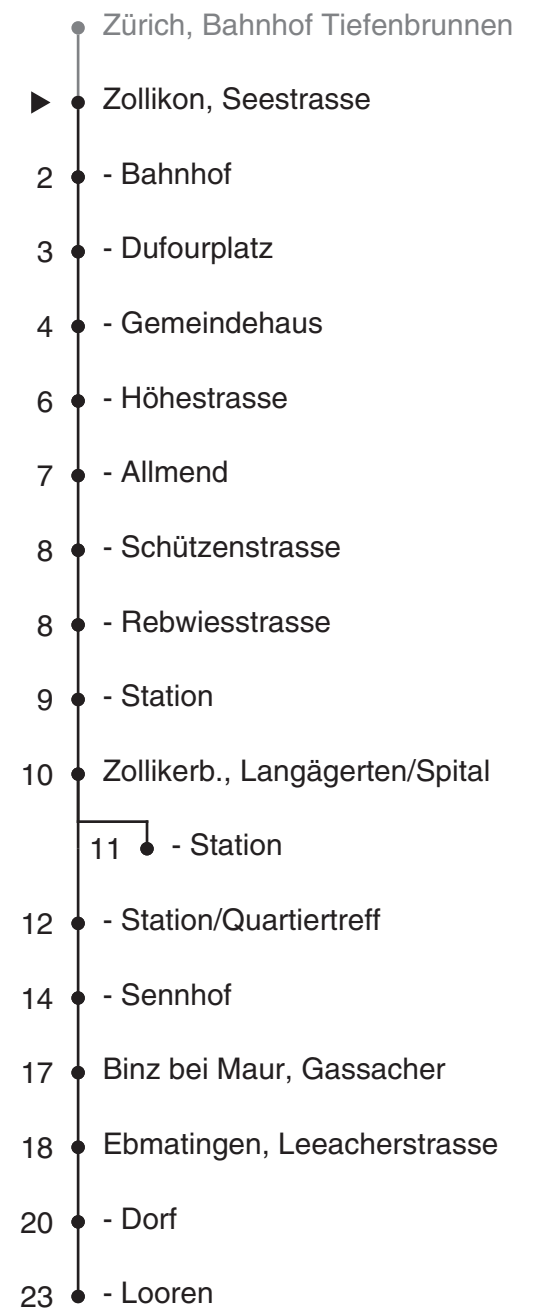 Zürich, Bahnhof Tiefenbrunnen
Zollikon, Seestrasse
2 - Bahnhof
3 - Dufourplatz
4 - Gemeindehaus
6 - Höhestrasse
7 - Allmend
8 - Schützenstrasse
8 - Rebwiesstrasse
9 - Station
10 Zollikerb., Langägerten/Spital
11 - Station
12 - Station/Quartiertreff
14 - Sennhof
17 Binz bei Maur, Gassacher
18 Ebmatingen, Leeacherstrasse
20 - Dorf
23 - Looren